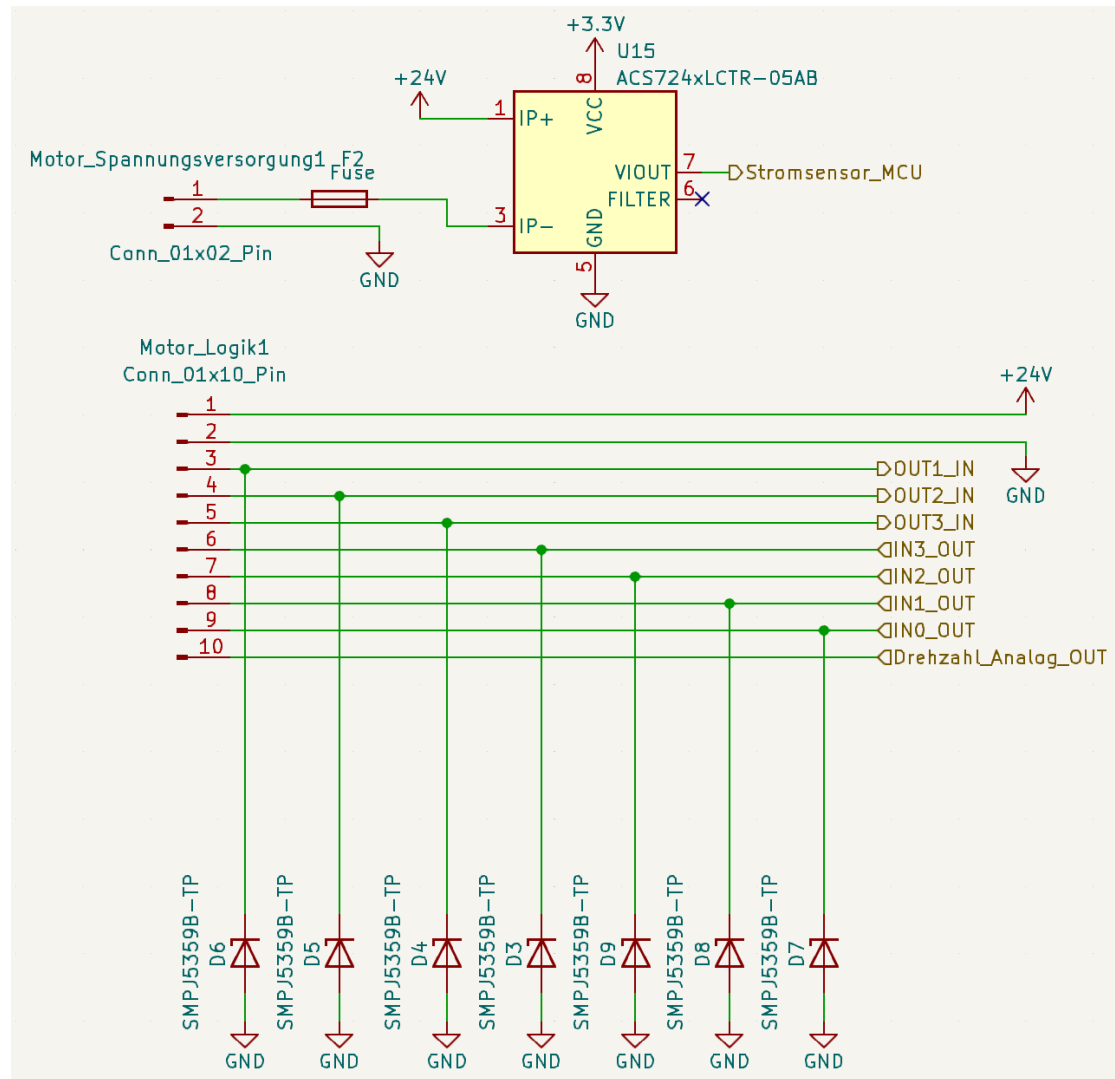 +3.3V
U15
ACS724xLCTR-05AB
+24V
8
1
IP+
VCC
Motor_Spannungsversorgung1
F2
Fuse
1
VIOUT
7
Stromsensor_MCU
FILTER
6
2
3
IP-
GND
5
Conn_01x02_Pin
GND
GND
Motor_Logik1
Conn_01x10_Pin
+24V
1
2
3
OUT1_IN
GND
4
OUT2_IN
5
OUT3_IN
6
IN3_OUT
7
IN2_OUT
8
IN1_OUT
9
IN0_OUT
10
Drehzahl_Analog_OUT
SMPJ5359B-TP
D6
SMPJ5359B-TP
D5
SMPJ5359B-TP
D4
SMPJ5359B-TP
D3
SMPJ5359B-TP
D9
SMPJ5359B-TP
D8
SMPJ5359B-TP
D7
GND
GND
GND
GND
GND
GND
GND